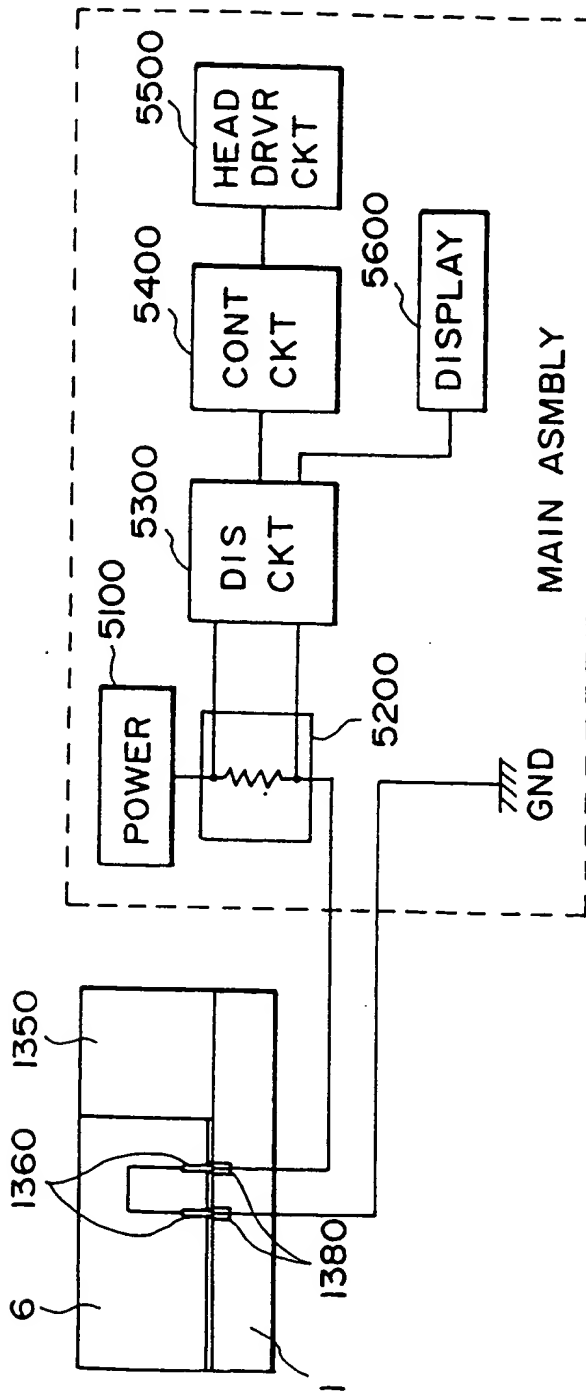 6
1360
1350
1380
1
5100
POWER
5200
5300
DIS
CKT
5400
CONT
CKT
5500
HEAD
DRVR
CKT
5600
DISPLAY
GND
MAIN ASMBLY